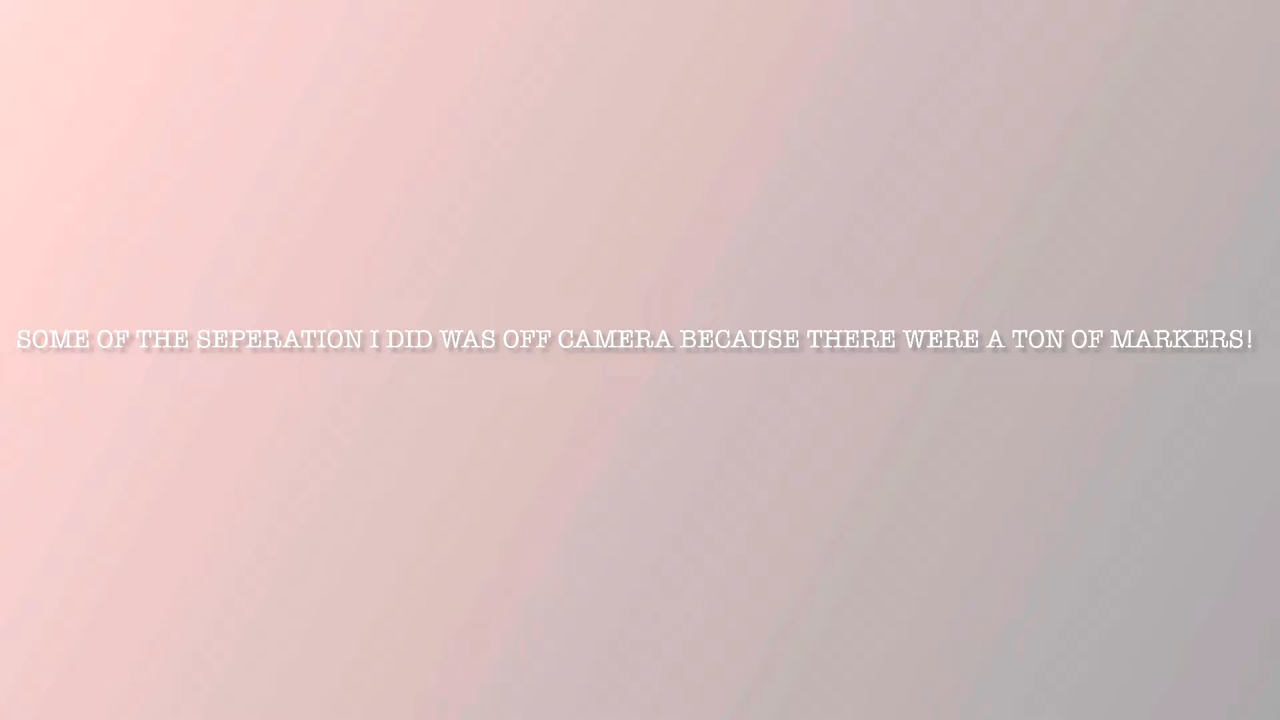 SOME OF THE SEPERATION I DID WAS OFF CAMERA BECAUSE THERE WERE A TON OF MARKERS!